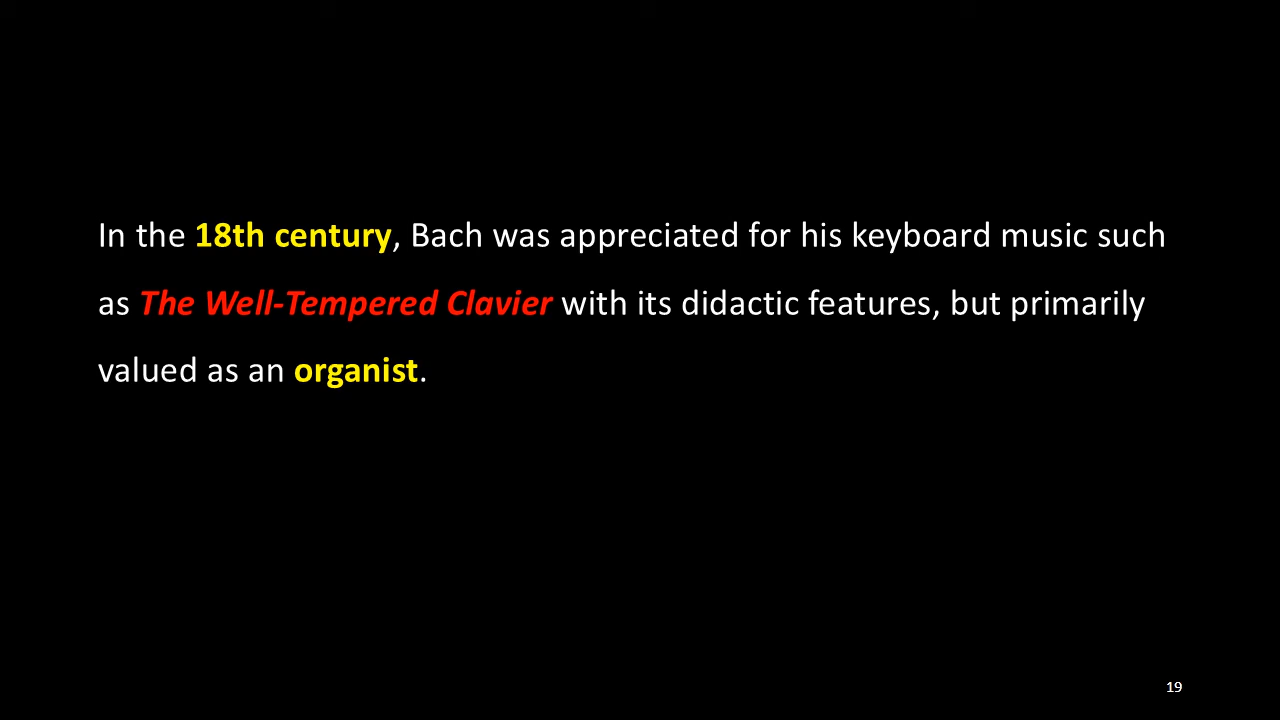 In the 18th century, Bach was appreciated for his keyboard music such
as The Well-Tempered Clavier with its didactic features, but primarily
valued as an organist.
19